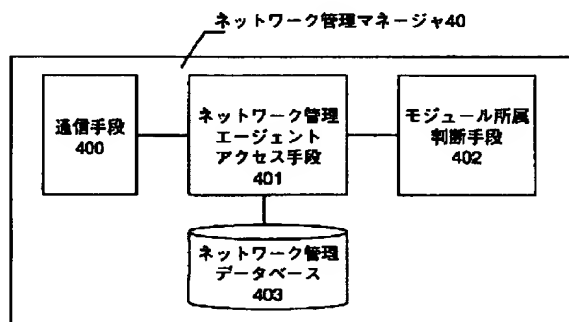 ネットワーク管理マネージャ40
通信手段
400
ネットワーク管理
エージェント
アクセス手段
401
モジュール所属
判断手段
402
ネットワーク管理
データベース
403